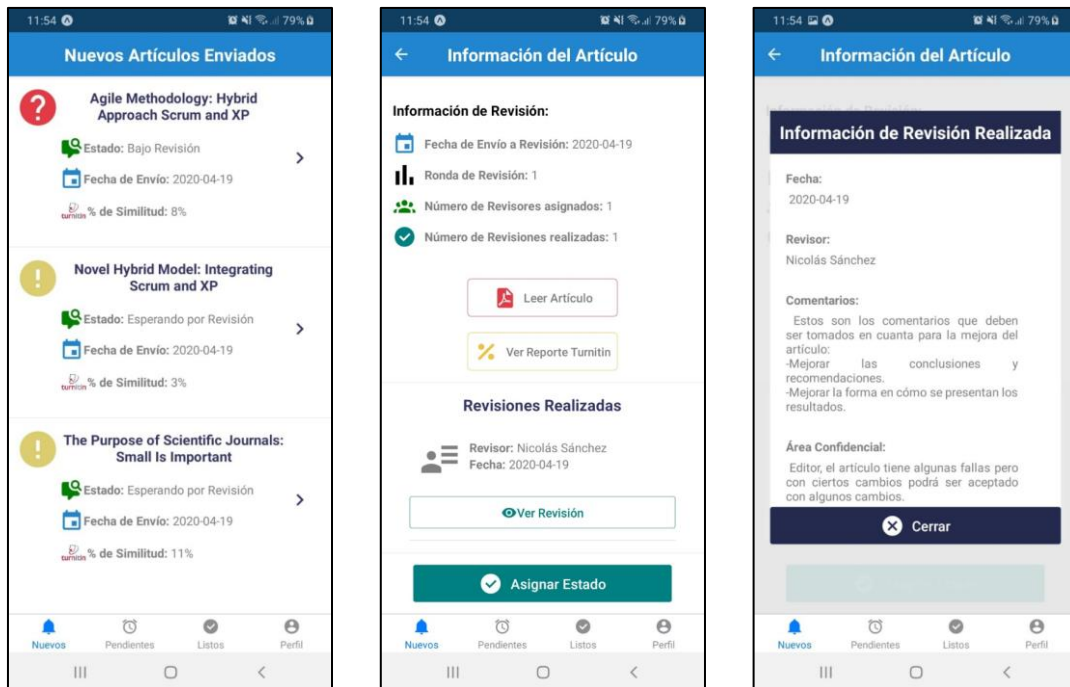 11:54
79%
Nuevos Artículos Enviados
Agile Methodology: Hybrid
Approach Scrum and XP
Estado: Bajo Revisión
Fecha de Envío: 2020-04-19
turnitin % de Similitud: 8%
Novel Hybrid Model: Integrating
Scrum and XP
Estado: Esperando por Revisión
Fecha de Envío: 2020-04-19
turnitin % de Similitud: 3%
The Purpose of Scientific Journals:
Small Is Important
Estado: Esperando por Revisión
Fecha de Envío: 2020-04-19
turnitin % de Similitud: 11%
Nuevos Pendientes Listos Perfil
11:54
79%
Información del Artículo
Información de Revisión:
Fecha de Envío a Revisión: 2020-04-19
Ronda de Revisión: 1
Número de Revisores asignados: 1
Número de Revisiones realizadas: 1
Leer Artículo
Ver Reporte Turnitin
Revisiones Realizadas
Revisor: Nicolás Sánchez
Fecha: 2020-04-19
Ver Revisión
Asignar Estado
Nuevos Pendientes Listos Perfil
11:54
79%
Información del Artículo
Información de Revisión Realizada
Fecha:
2020-04-19
Revisor:
Nicolás Sánchez
Comentarios:
Estos son los comentarios que deben
ser tomados en cuanta para la mejora del
artículo:
-Mejorar las conclusiones y
recomendaciones.
-Mejorar la forma en cómo se presentan los
resultados.
Área Confidencial:
Editor, el artículo tiene algunas fallas pero
con ciertos cambios podrá ser aceptado
con algunos cambios.
Cerrar
Nuevos Pendientes Listos Perfil